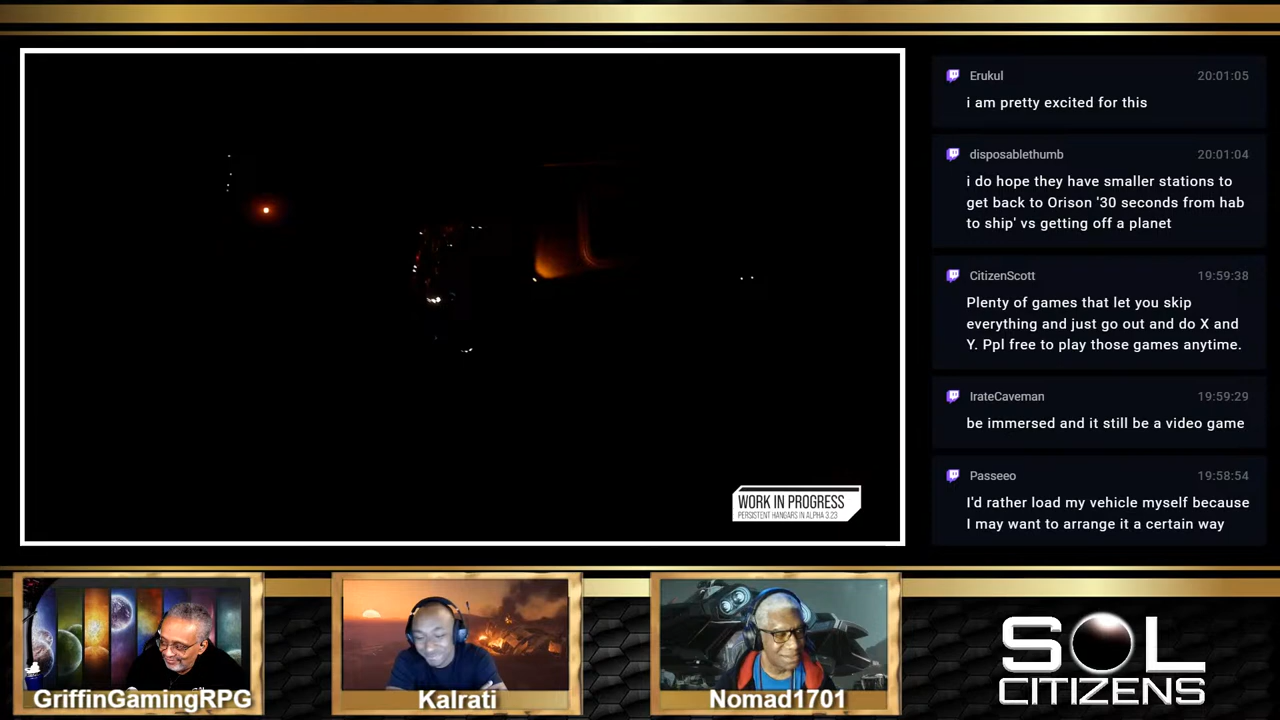 Erukul 20:01:05
i am pretty excited for this
disposablethumb 20:01:04
i do hope they have smaller stations to
get back to Orison '30 seconds from hab
to ship' vs getting off a planet
CitizenScott 19:59:38
Plenty of games that let you skip
everything and just go out and do X and
Y. Ppl free to play those games anytime.
IrateCaveman 19:59:29
be immersed and it still be a video game
Passeeo 19:58:54
I'd rather load my vehicle myself because
I may want to arrange it a certain way
WORK IN PROGRESS
PERSISTENT HANGARS IN ALPHA 3.23
GriffinGamingRPG
Kalrati
Nomad1701
SOL
CITIZENS